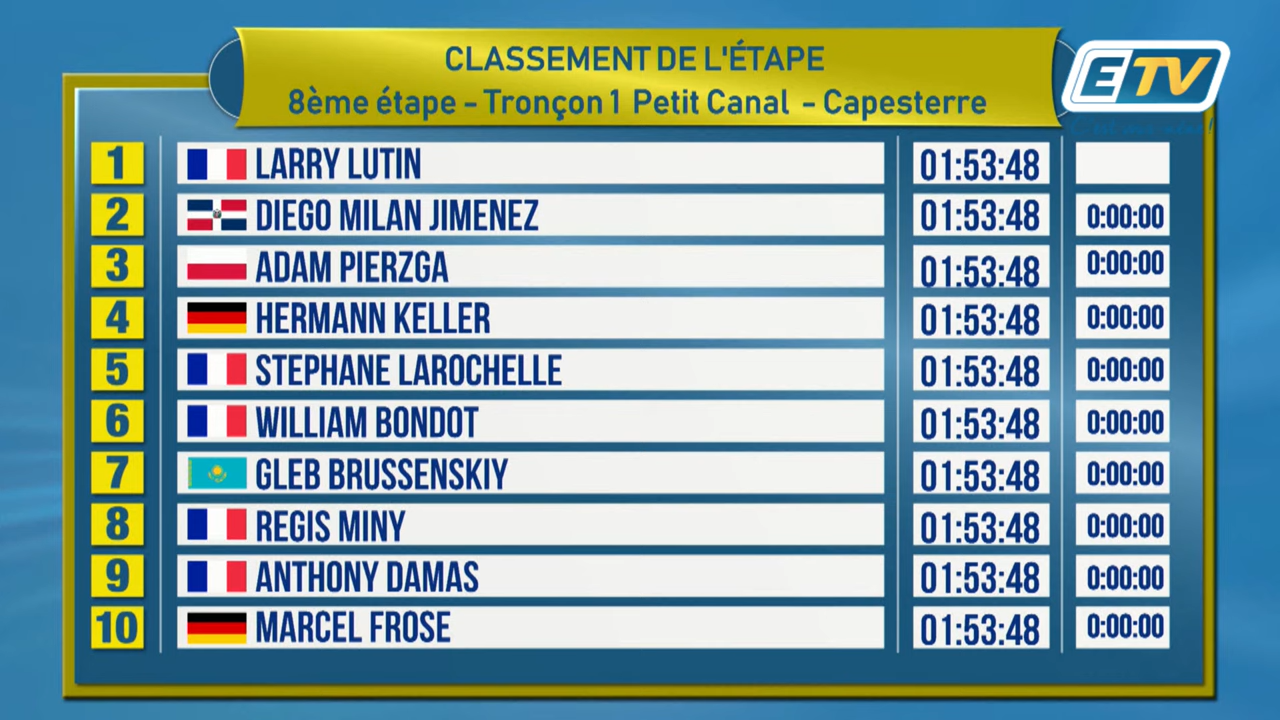 CLASSEMENT DE L'ÉTAPE
8ème étape - Tronçon 1 Petit Canal - Capesterre
ETV
1 LARRY LUTIN 01:53:48
2 DIEGO MILAN JIMENEZ 01:53:48 0:00:00
3 ADAM PIERZGA 01:53:48 0:00:00
4 HERMANN KELLER 01:53:48 0:00:00
5 STEPHANE LAROCHELLE 01:53:48 0:00:00
6 WILLIAM BONDOT 01:53:48 0:00:00
7 GLEB BRUSSENSKIY 01:53:48 0:00:00
8 REGIS MINY 01:53:48 0:00:00
9 ANTHONY DAMAS 01:53:48 0:00:00
10 MARCEL FROSE 01:53:48 0:00:00